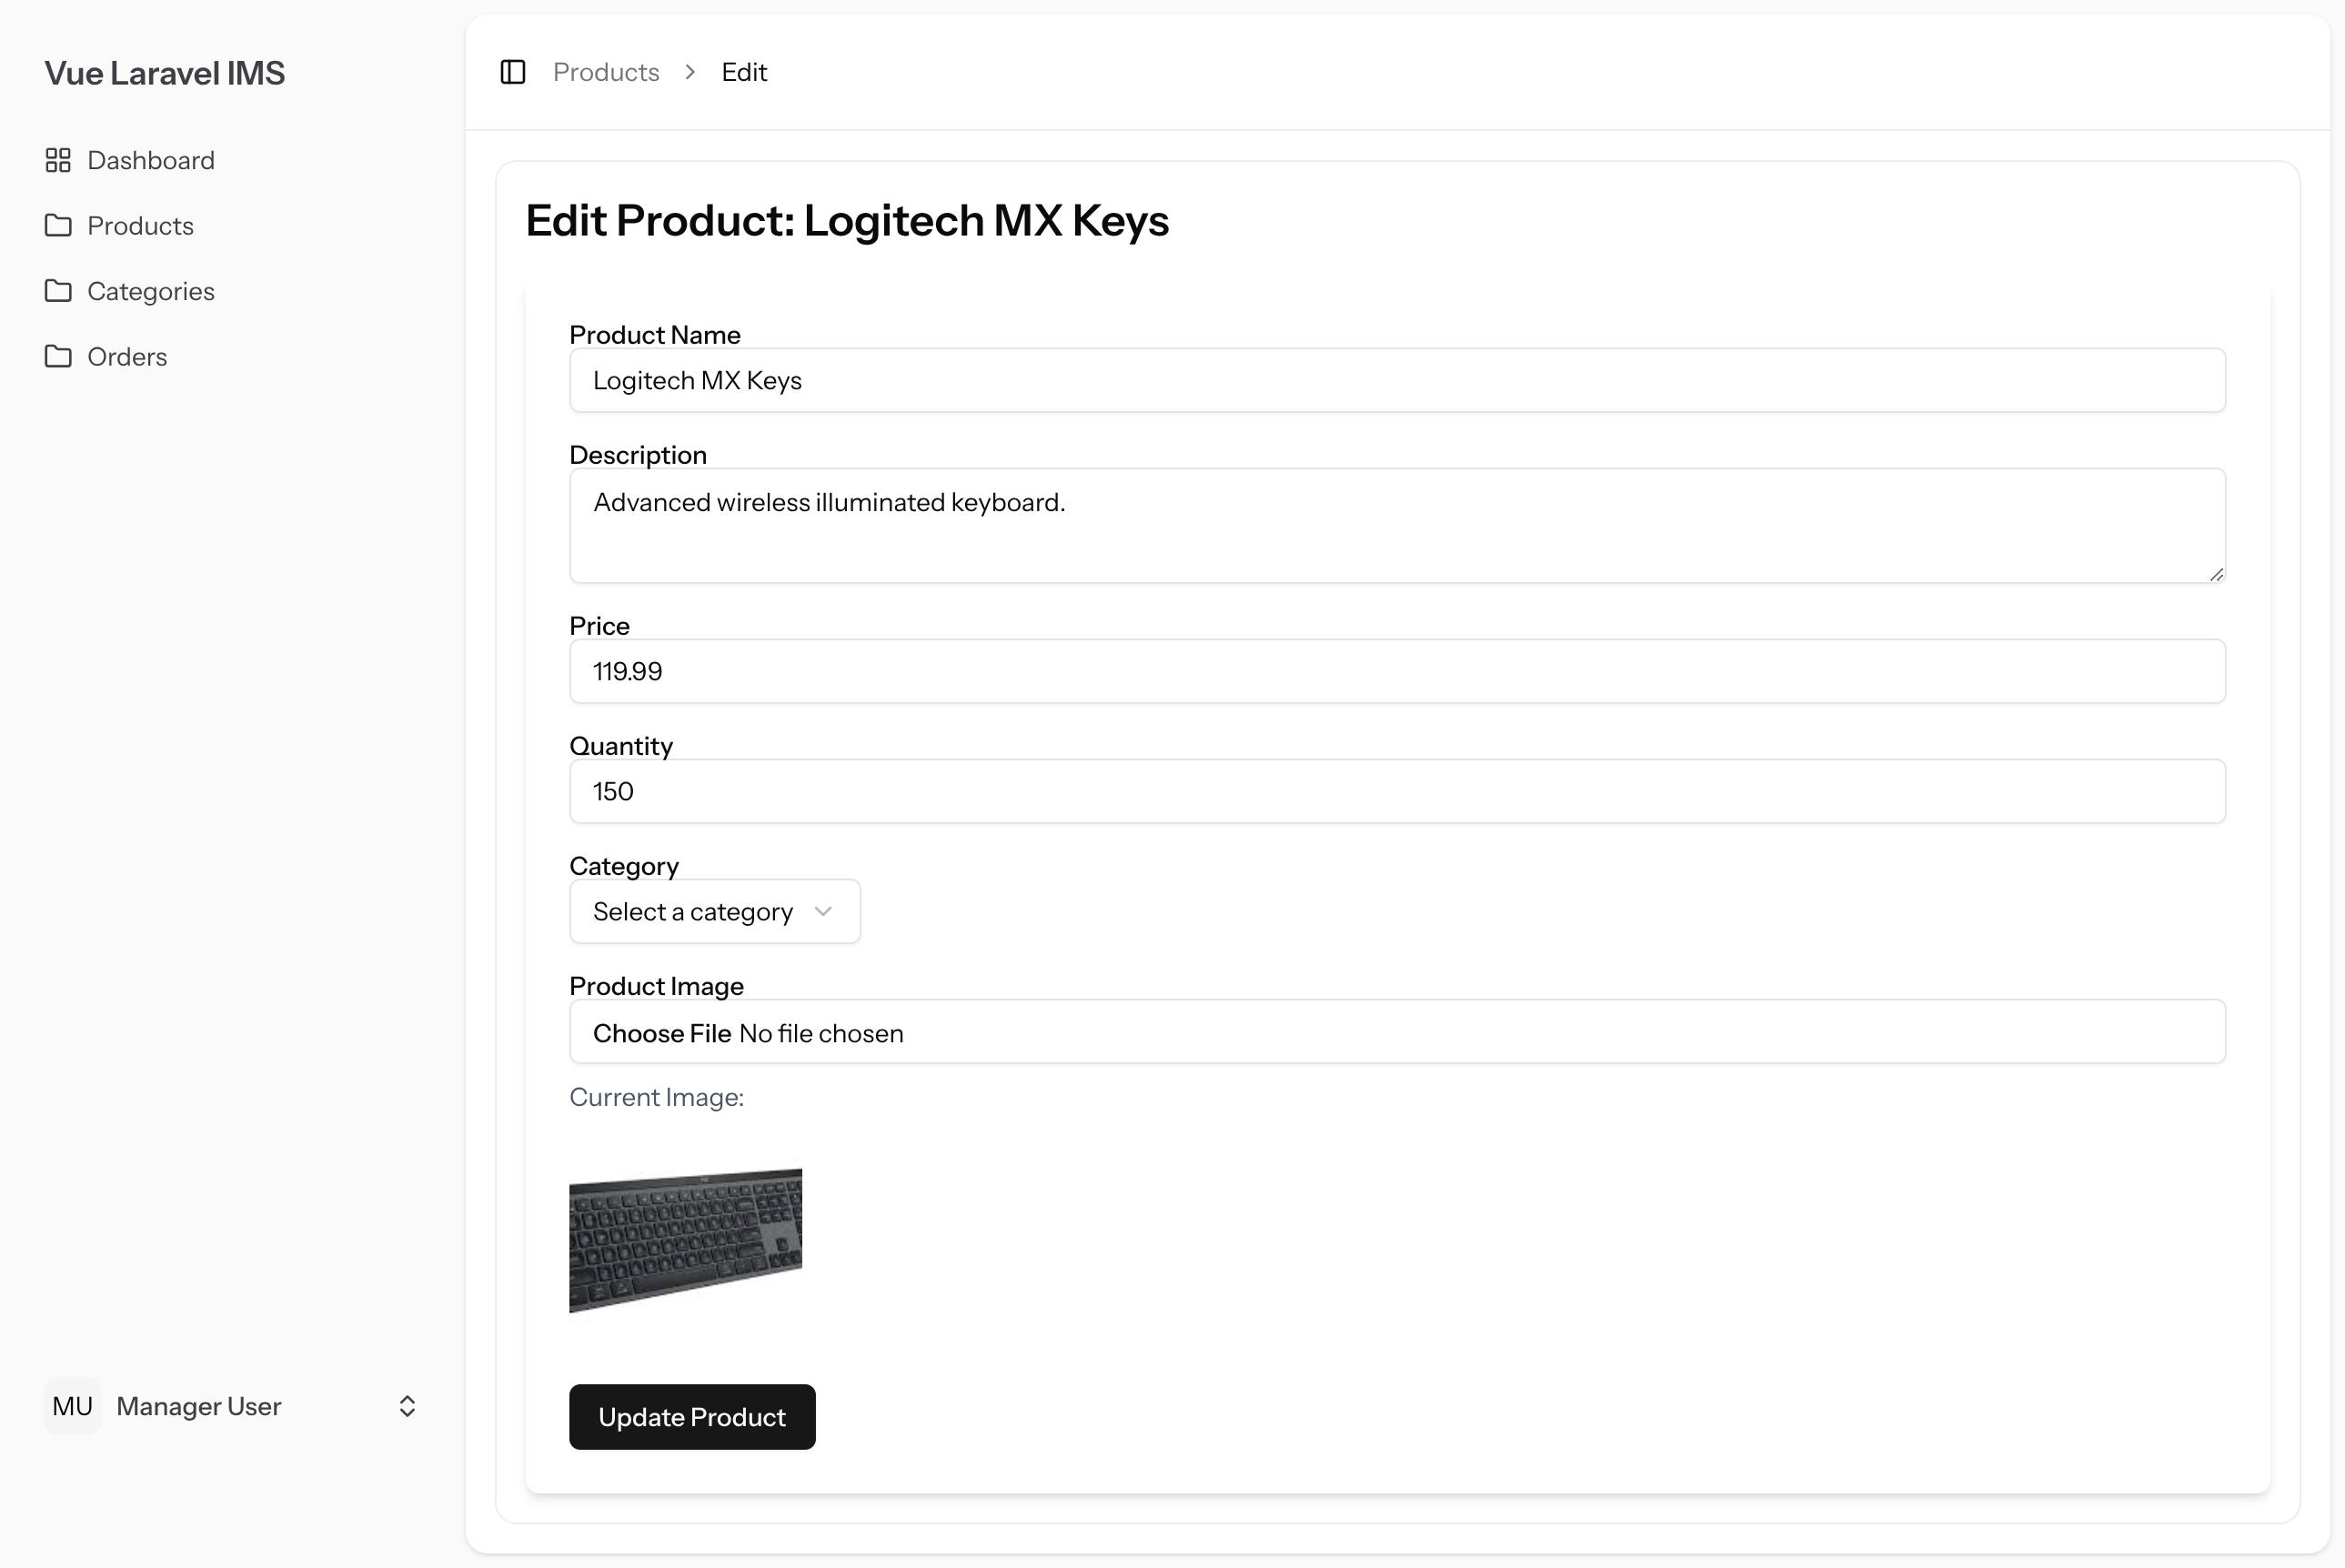 Vue Laravel IMS
Dashboard
Products
Categories
Orders
MU Manager User
Products > Edit
Edit Product: Logitech MX Keys
Product Name
Logitech MX Keys
Description
Advanced wireless illuminated keyboard.
Price
119.99
Quantity
150
Category
Select a category
Product Image
Choose File No file chosen
Current Image:
Update Product